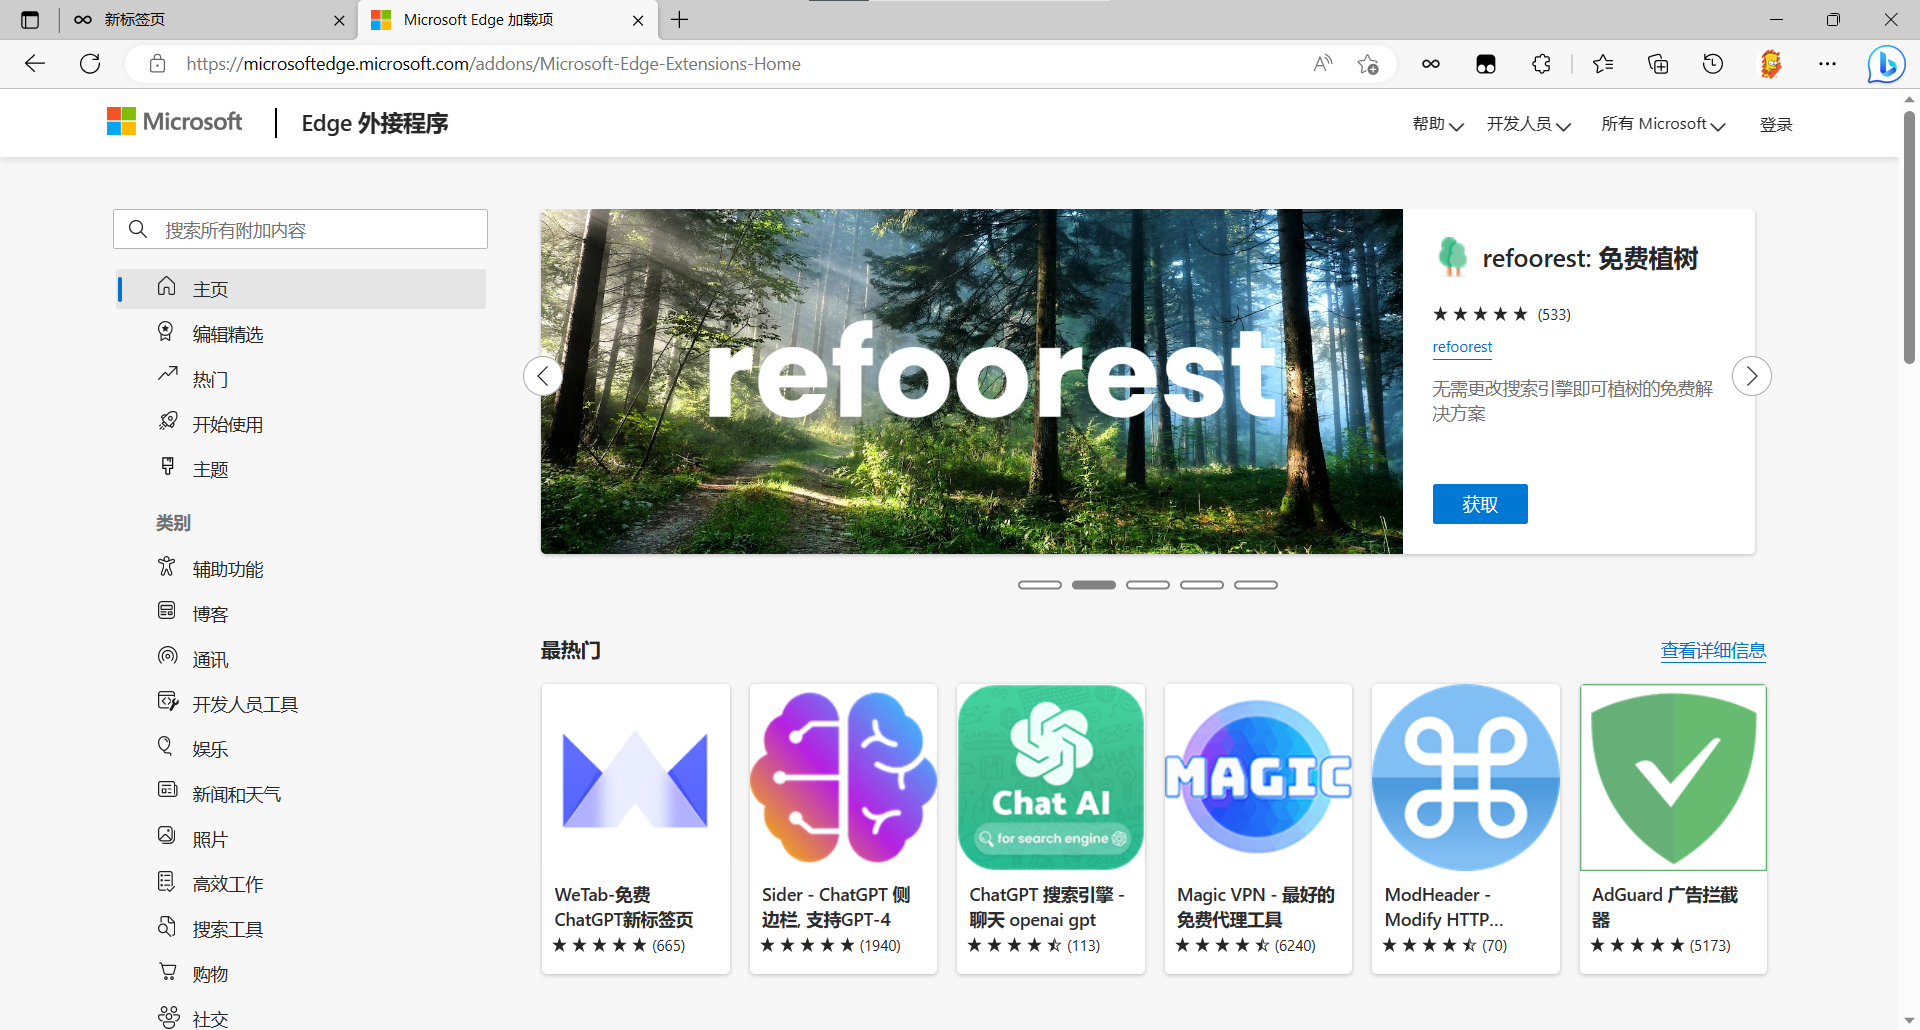 新标签页
Microsoft Edge 加载项
https://microsoftedge.microsoft.com/addons/Microsoft-Edge-Extensions-Home
Microsoft
Edge 外接程序
帮助
开发人员
所有 Microsoft
登录
搜索所有附加内容
主页
编辑精选
热门
开始使用
主题
类别
辅助功能
博客
通讯
开发人员工具
娱乐
新闻和天气
照片
高效工作
搜索工具
购物
社交
refoorest
refoorest: 免费植树
(533)
refoorest
无需更改搜索引擎即可植树的免费解
决方案
获取
最热门
查看详细信息
WeTab-免费
ChatGPT新标签页
(665)
Sider - ChatGPT 侧
边栏, 支持GPT-4
(1940)
Chat AI
for search engine
ChatGPT 搜索引擎 -
聊天 openai gpt
(113)
MAGIC
Magic VPN - 最好的
免费代理工具
(6240)
ModHeader -
Modify HTTP...
(70)
AdGuard 广告拦截
器
(5173)